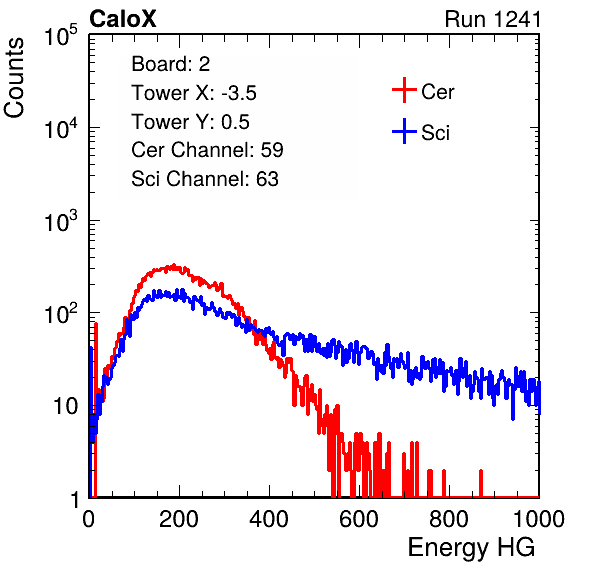 CaloX Run 1241
Counts
Board: 2
Tower X: -3.5
Tower Y: 0.5
Cer Channel: 59
Sci Channel: 63
Cer
Sci
10^5
10^4
10^3
10^2
10
1
0 200 400 600 800 1000
Energy HG